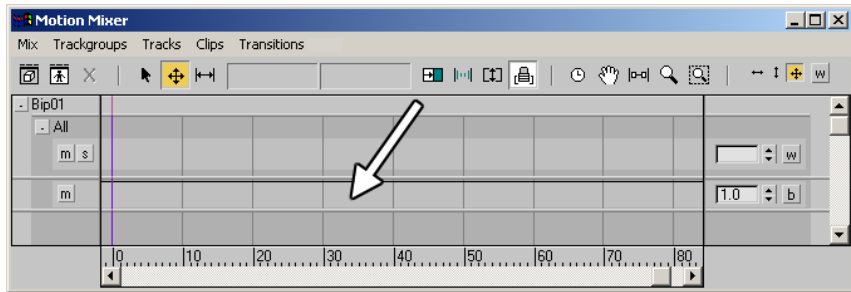 Motion Mixer
Mix Trackgroups Tracks Clips Transitions
w
Bip01
All
m s w
m 1.0 b
0 10 20 30 40 50 60 70 80